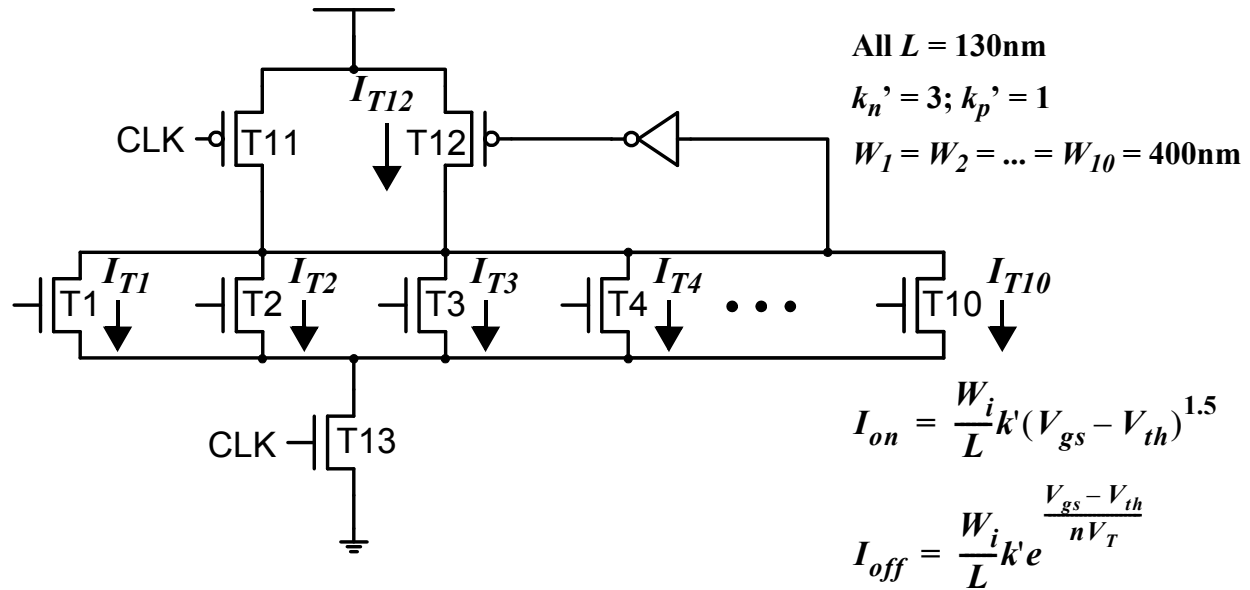 All L = 130nm
k_n' = 3; k_p' = 1
W_1 = W_2 = ... = W_10 = 400nm
I_T12
CLK T11 T12
I_T1 I_T2 I_T3 I_T4 I_T10
T1 T2 T3 T4 • • • T10
CLK T13
I_on = W_i/L k'(V_gs – V_th)^1.5
I_off = W_i/L k'e^((V_gs – V_th)/(nV_T))